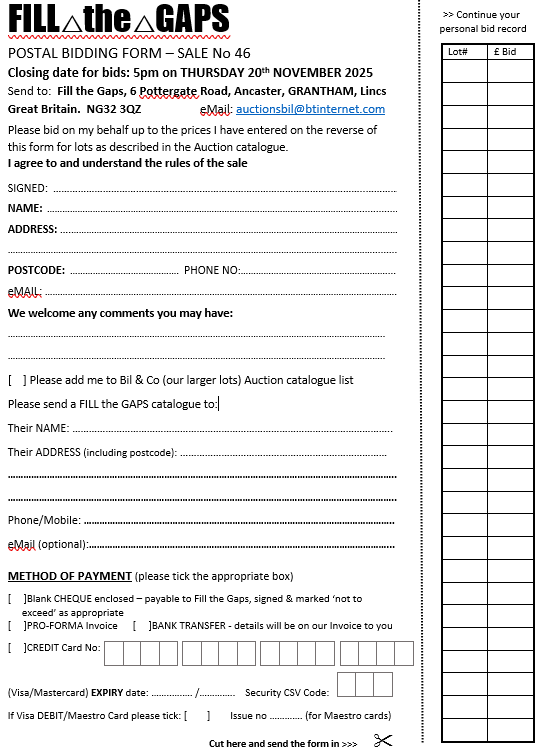 FILL△the△GAPS
POSTAL BIDDING FORM – SALE No 46
Closing date for bids: 5pm on THURSDAY 20th NOVEMBER 2025
Send to: Fill the Gaps, 6 Pottergate Road, Ancaster, GRANTHAM, Lincs
Great Britain. NG32 3QZ eMail: auctionsbil@btinternet.com
Please bid on my behalf up to the prices I have entered on the reverse of
this form for lots as described in the Auction catalogue.
I agree to and understand the rules of the sale
SIGNED:
NAME:
ADDRESS:
POSTCODE: PHONE NO:
eMAIL:
We welcome any comments you may have:
[ ] Please add me to Bil & Co (our larger lots) Auction catalogue list
Please send a FILL the GAPS catalogue to:
Their NAME:
Their ADDRESS (including postcode):
Phone/Mobile:
eMail (optional):
METHOD OF PAYMENT (please tick the appropriate box)
[ ]Blank CHEQUE enclosed – payable to Fill the Gaps, signed & marked ‘not to
exceed’ as appropriate
[ ]PRO-FORMA Invoice [ ]BANK TRANSFER - details will be on our Invoice to you
[ ]CREDIT Card No:
(Visa/Mastercard) EXPIRY date: ............. /............. Security CSV Code:
If Visa DEBIT/Maestro Card please tick: [ ] Issue no ............ (for Maestro cards)
Cut here and send the form in >>>
>> Continue your
personal bid record
Lot# £ Bid